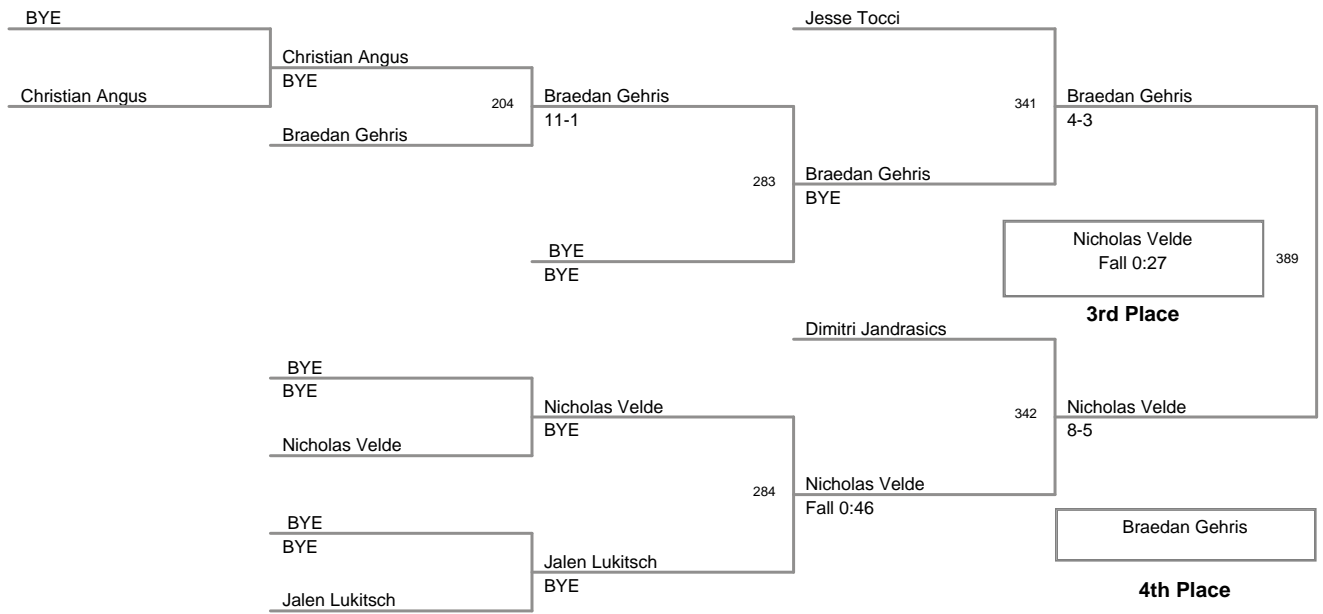 BYE
Jesse Tocci
Christian Angus
BYE
Christian Angus
204
Braedan Gehris
11-1
341
Braedan Gehris
4-3
Braedan Gehris
283
Braedan Gehris
BYE
BYE
BYE
Nicholas Velde
Fall 0:27
389
3rd Place
Dimitri Jandrasics
BYE
BYE
Nicholas Velde
BYE
342
Nicholas Velde
8-5
Nicholas Velde
284
Nicholas Velde
Fall 0:46
BYE
BYE
Braedan Gehris
Jalen Lukitsch
BYE
4th Place
Jalen Lukitsch